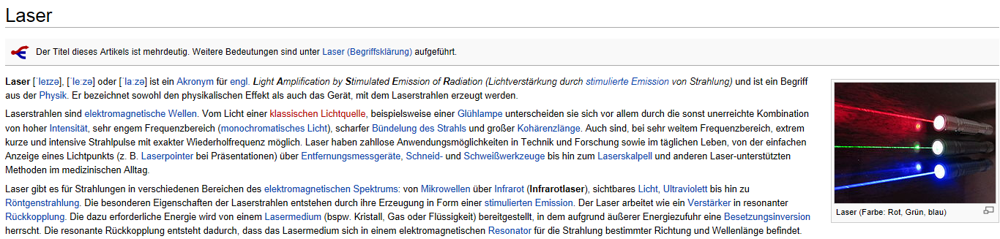 Laser
Der Titel dieses Artikels ist mehrdeutig. Weitere Bedeutungen sind unter Laser (Begriffsklärung) aufgeführt.
Laser [ˈleɪzə], [ˈleːzə] oder [ˈlaːzə] ist ein Akronym für engl. Light Amplification by Stimulated Emission of Radiation (Lichtverstärkung durch stimulierte Emission von Strahlung) und ist ein Begriff
aus der Physik. Er bezeichnet sowohl den physikalischen Effekt als auch das Gerät, mit dem Laserstrahlen erzeugt werden.
Laserstrahlen sind elektromagnetische Wellen. Vom Licht einer klassischen Lichtquelle, beispielsweise einer Glühlampe unterscheiden sie sich vor allem durch die sonst unerreichte Kombination
von hoher Intensität, sehr engem Frequenzbereich (monochromatisches Licht), scharfer Bündelung des Strahls und großer Kohärenzlänge. Auch sind, bei sehr weitem Frequenzbereich, extrem
kurze und intensive Strahlpulse mit exakter Wiederholfrequenz möglich. Laser haben zahllose Anwendungsmöglichkeiten in Technik und Forschung sowie im täglichen Leben, von der einfachen
Anzeige eines Lichtpunkts (z. B. Laserpointer bei Präsentationen) über Entfernungsmessgeräte, Schneid- und Schweißwerkzeuge bis hin zum Laserskalpell und anderen Laser-unterstützten
Methoden im medizinischen Alltag.
Laser gibt es für Strahlungen in verschiedenen Bereichen des elektromagnetischen Spektrums: von Mikrowellen über Infrarot (Infrarotlaser), sichtbares Licht, Ultraviolett bis hin zu
Röntgenstrahlung. Die besonderen Eigenschaften der Laserstrahlen entstehen durch ihre Erzeugung in Form einer stimulierten Emission. Der Laser arbeitet wie ein Verstärker in resonanter
Rückkopplung. Die dazu erforderliche Energie wird von einem Lasermedium (bspw. Kristall, Gas oder Flüssigkeit) bereitgestellt, in dem aufgrund äußerer Energiezufuhr eine Besetzungsinversion
herrscht. Die resonante Rückkopplung entsteht dadurch, dass das Lasermedium sich in einem elektromagnetischen Resonator für die Strahlung bestimmter Richtung und Wellenlänge befindet.
Laser (Farbe: Rot, Grün, blau)